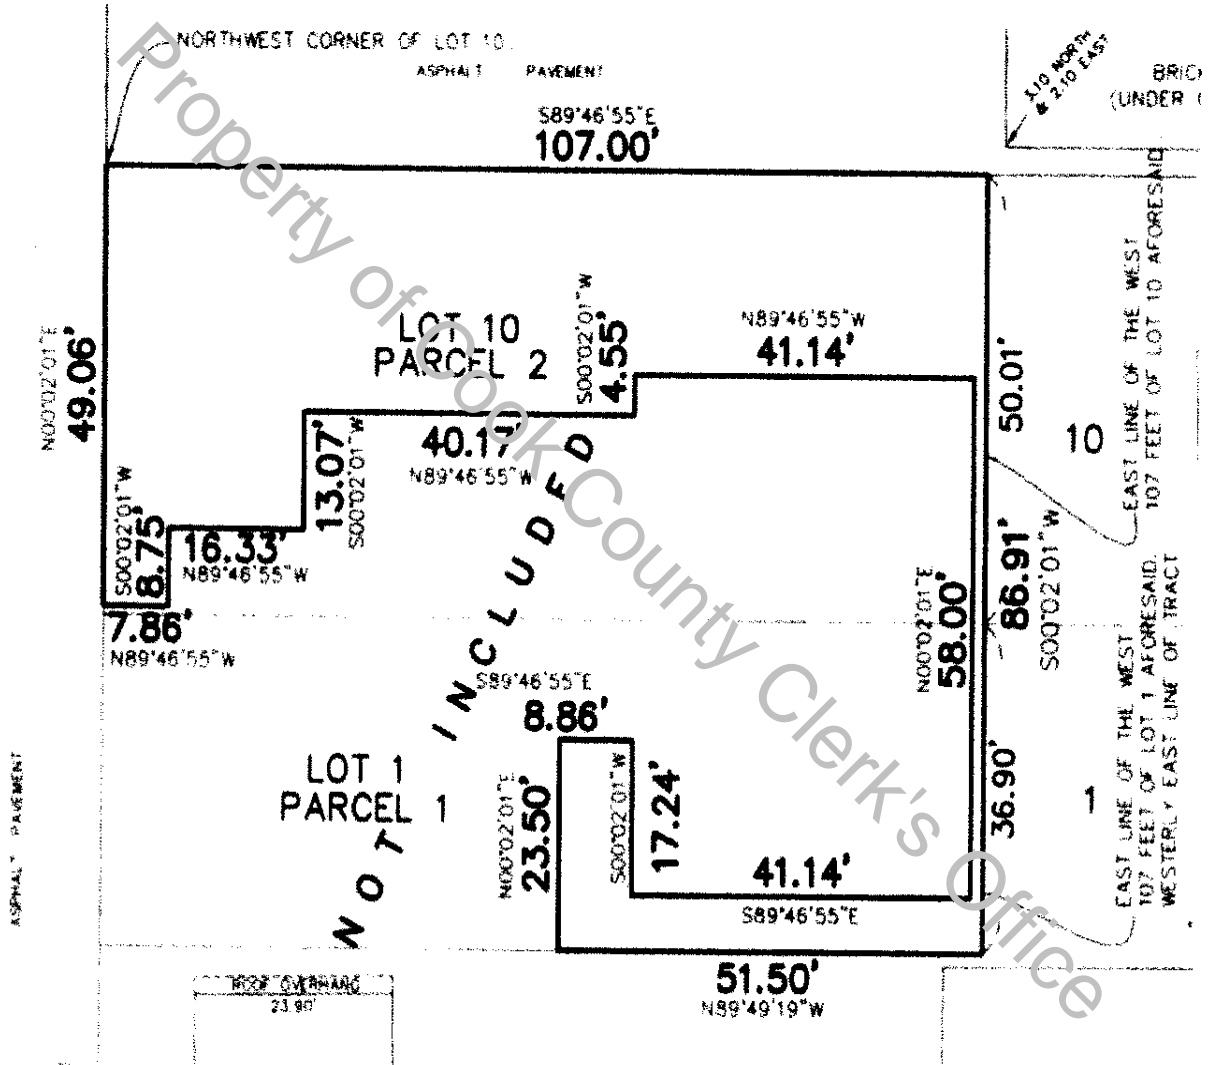 NORTHWEST CORNER OF LOT 10.
ASPHALT PAVEMENT
3.10 NORTH
& 2.10 EAST
(UNDER
S89°46'55"E
107.00'
Property of Cook County Clerk's Office
N00°02'01"E
49.06'
LOT 10
PARCEL 2
S00°02'01"W
4.55'
N89°46'55"W
41.14'
50.01'
10
EAST LINE OF THE WEST
107 FEET OF LOT 10 AFORESAID
40.17'
N89°46'55"W
13.07'
S00°02'01"W
S00°02'01"W
8.75'
16.33'
N89°46'55"W
7.86'
N89°46'55"W
NOT INCLUDED
N00°02'01"E
58.00'
86.91'
S00°02'01"W
S89°46'55"E
8.86'
LOT 1
PARCEL 1
N00°02'01"E
23.50'
S00°02'01"W
17.24'
41.14'
S89°46'55"E
36.90'
1
EAST LINE OF THE WEST
107 FEET OF LOT 1 AFORESAID.
WESTERLY EAST LINE OF TRACT
51.50'
N89°49'19"W
ASPHALT PAVEMENT
ROOF OVERHANG
23.90'